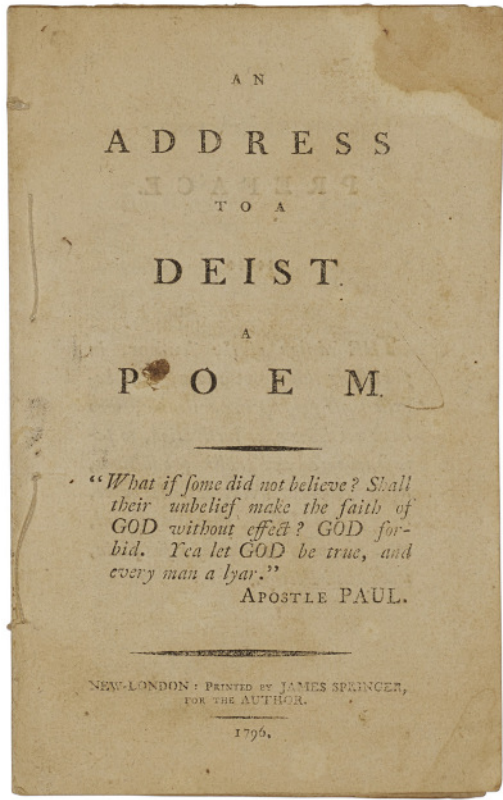 AN
ADDRESS
TO A
DEIST.
A
POEM.
“What if ſome did not believe? Shall
their unbelief make the faith of
GOD without effect? GOD for-
bid. Yea let GOD be true, and
every man a lyar.”
APOSTLE PAUL.
NEW-LONDON: PRINTED BY JAMES SPRINGER,
FOR THE AUTHOR.
1796.